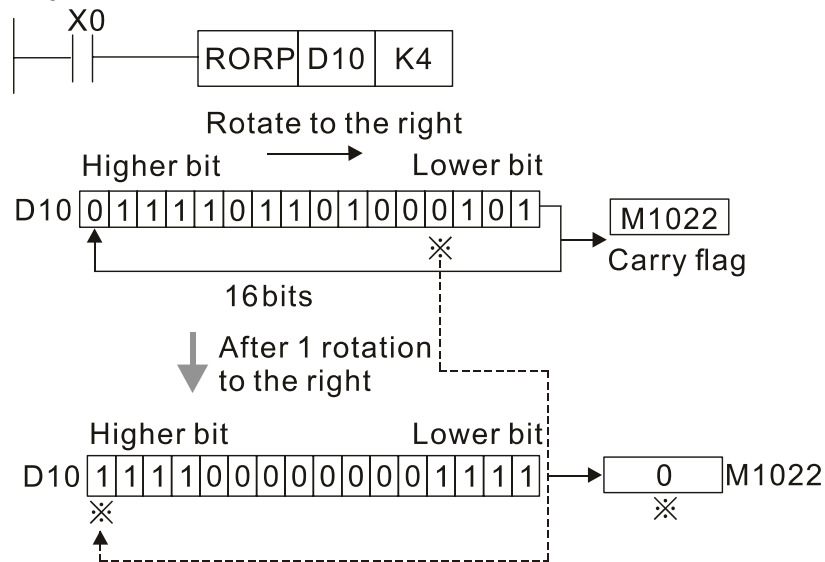 X0
RORP D10 K4
Rotate to the right
Higher bit Lower bit
D10 0 1 1 1 1 0 1 1 0 1 0 0 0 1 0 1 M1022
※ Carry flag
16bits
After 1 rotation
to the right
Higher bit Lower bit
D10 1 1 1 1 0 0 0 0 0 0 0 0 1 1 1 1 0 M1022
※ ※